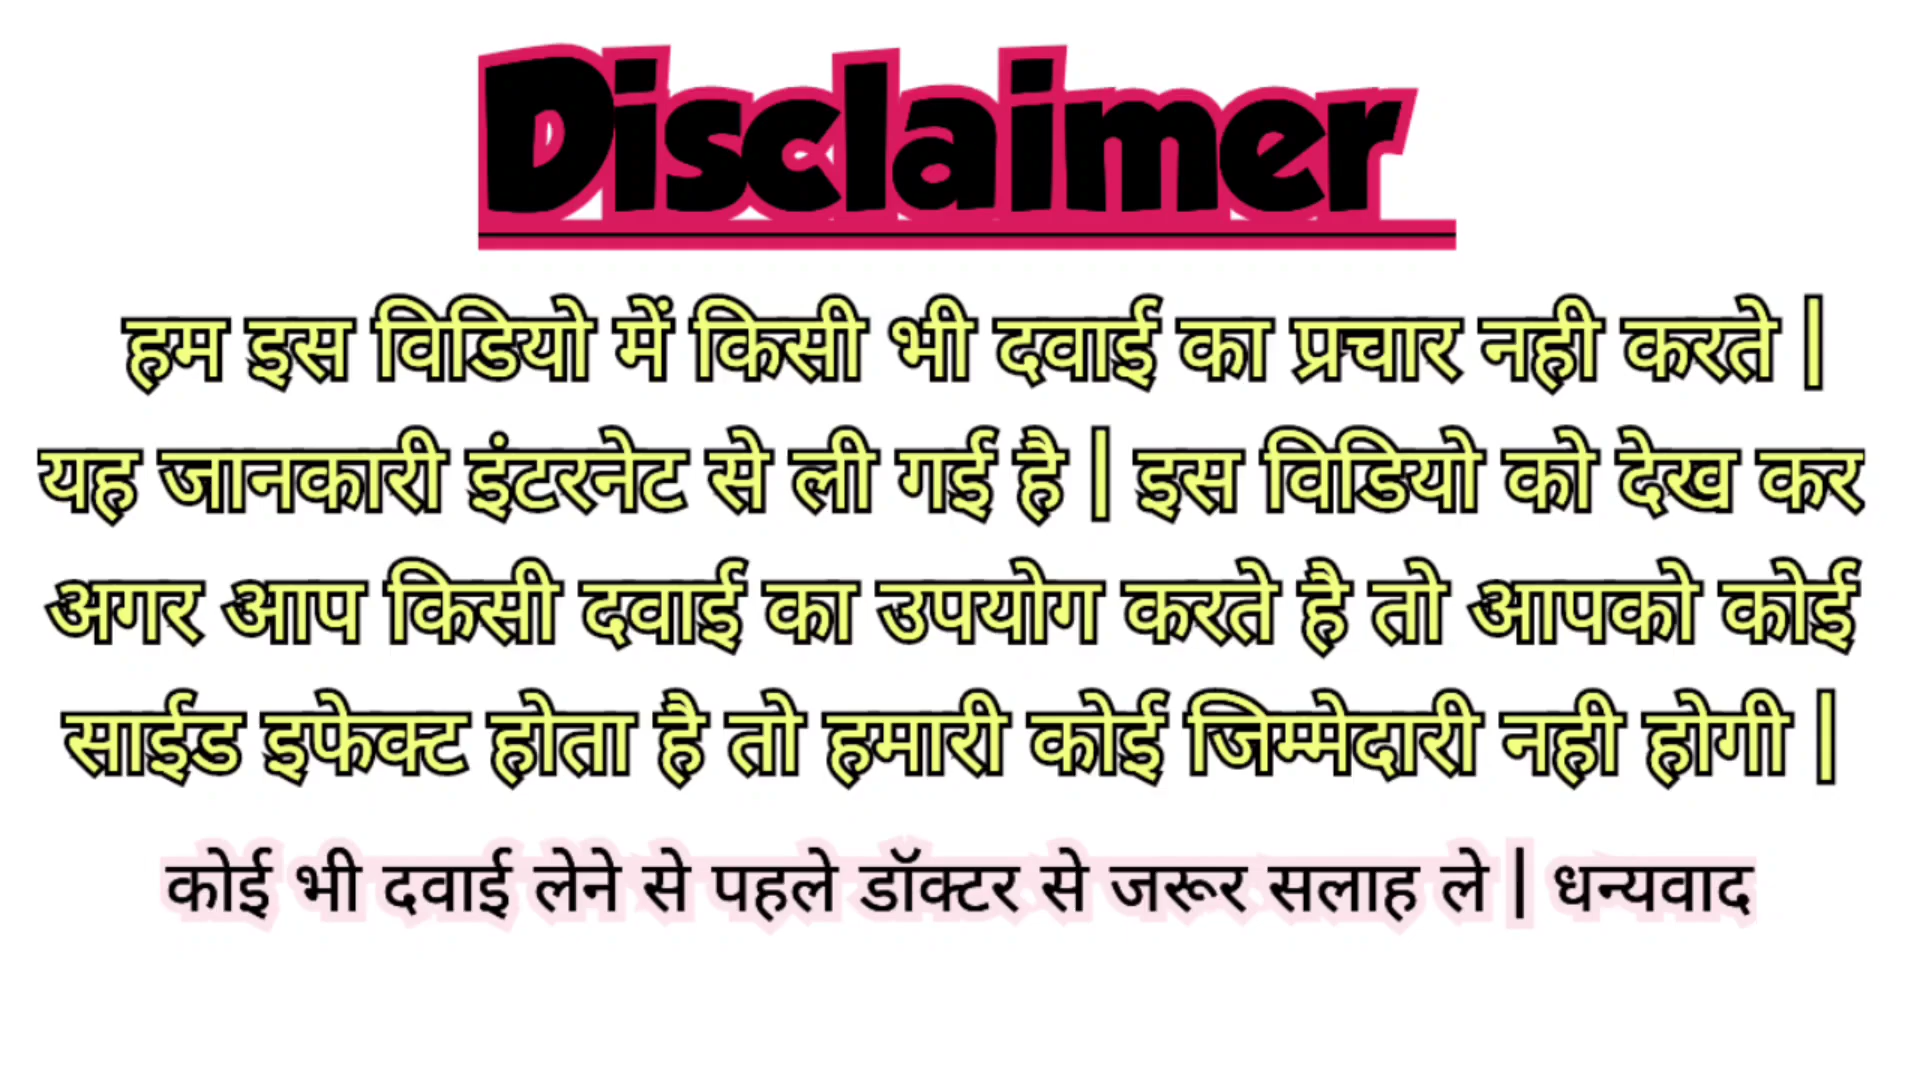 Disclaimer
हम इस विडियो में किसी भी दवाई का प्रचार नही करते |
यह जानकारी इंटरनेट से ली गई है | इस विडियो को देख कर
अगर आप किसी दवाई का उपयोग करते है तो आपको कोई
साईड इफेक्ट होता है तो हमारी कोई जिम्मेदारी नही होगी |
कोई भी दवाई लेने से पहले डॉक्टर से जरूर सलाह ले | धन्यवाद